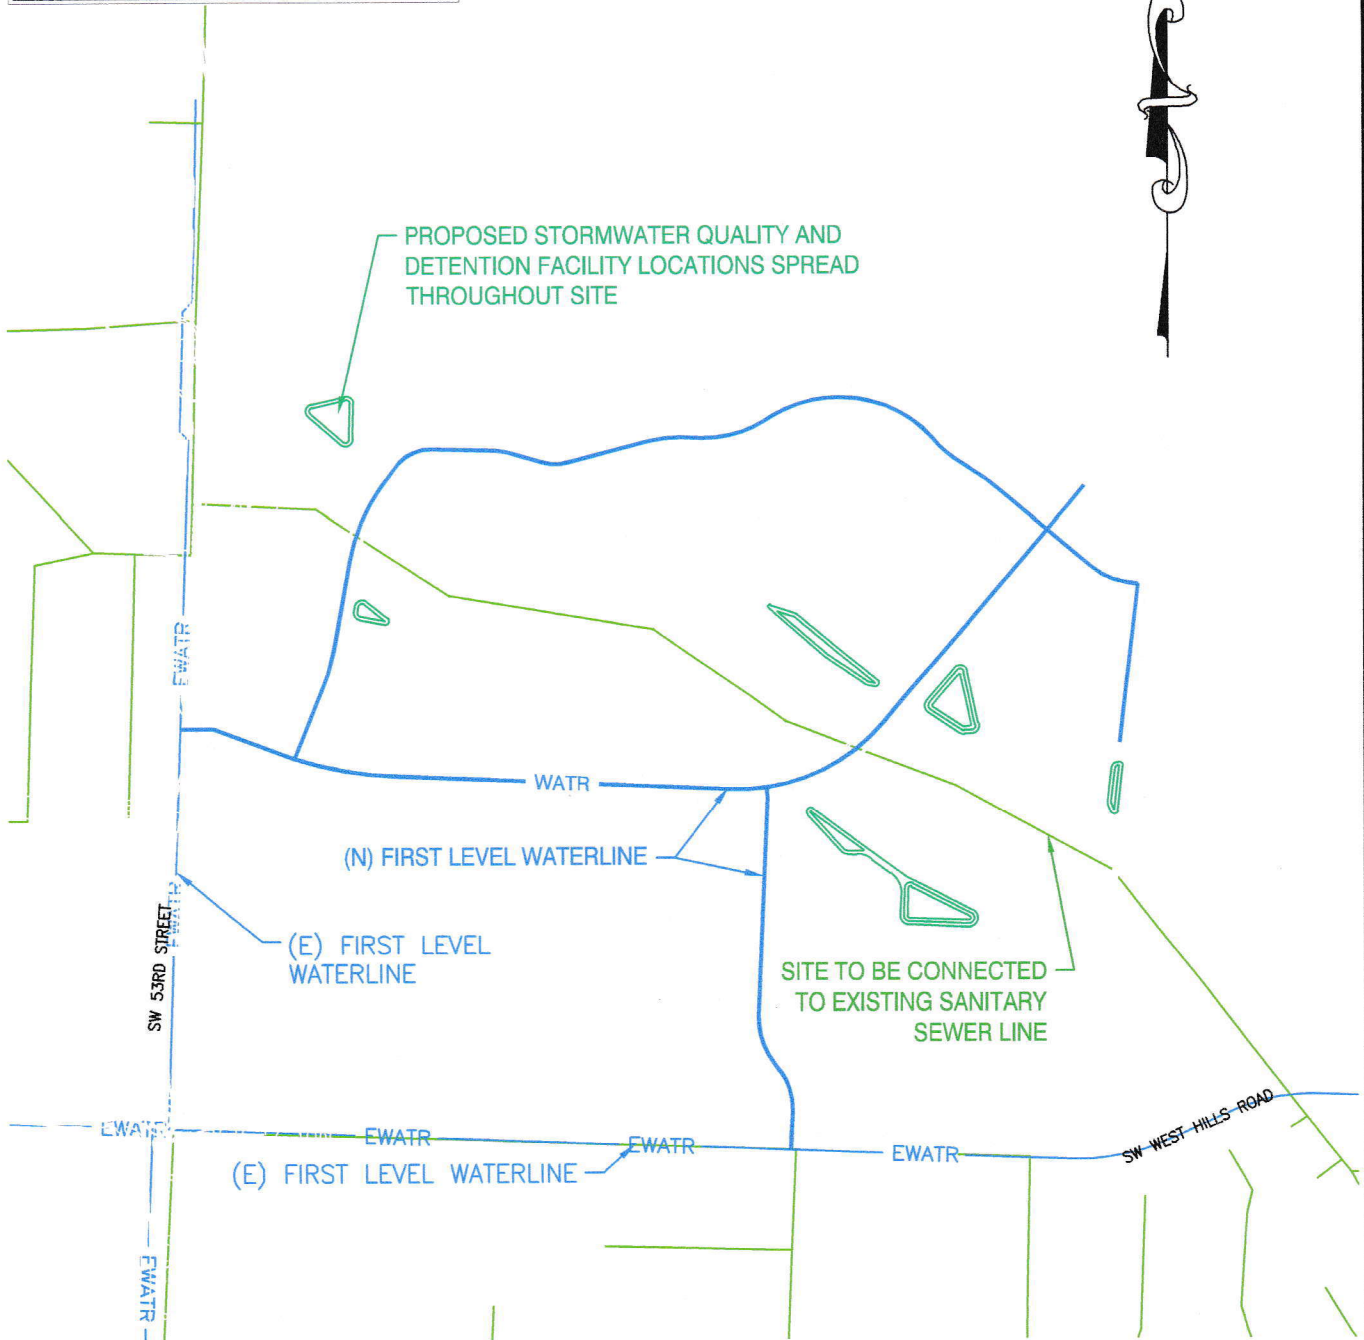 PROPOSED STORMWATER QUALITY AND
DETENTION FACILITY LOCATIONS SPREAD
THROUGHOUT SITE
EWATR
WATR
(N) FIRST LEVEL WATERLINE
EWATR
SW 53RD STREET
(E) FIRST LEVEL
WATERLINE
SITE TO BE CONNECTED
TO EXISTING SANITARY
SEWER LINE
SW WEST HILLS ROAD
EWATR
EWATR
EWATR
EWATR
(E) FIRST LEVEL WATERLINE
EWATR